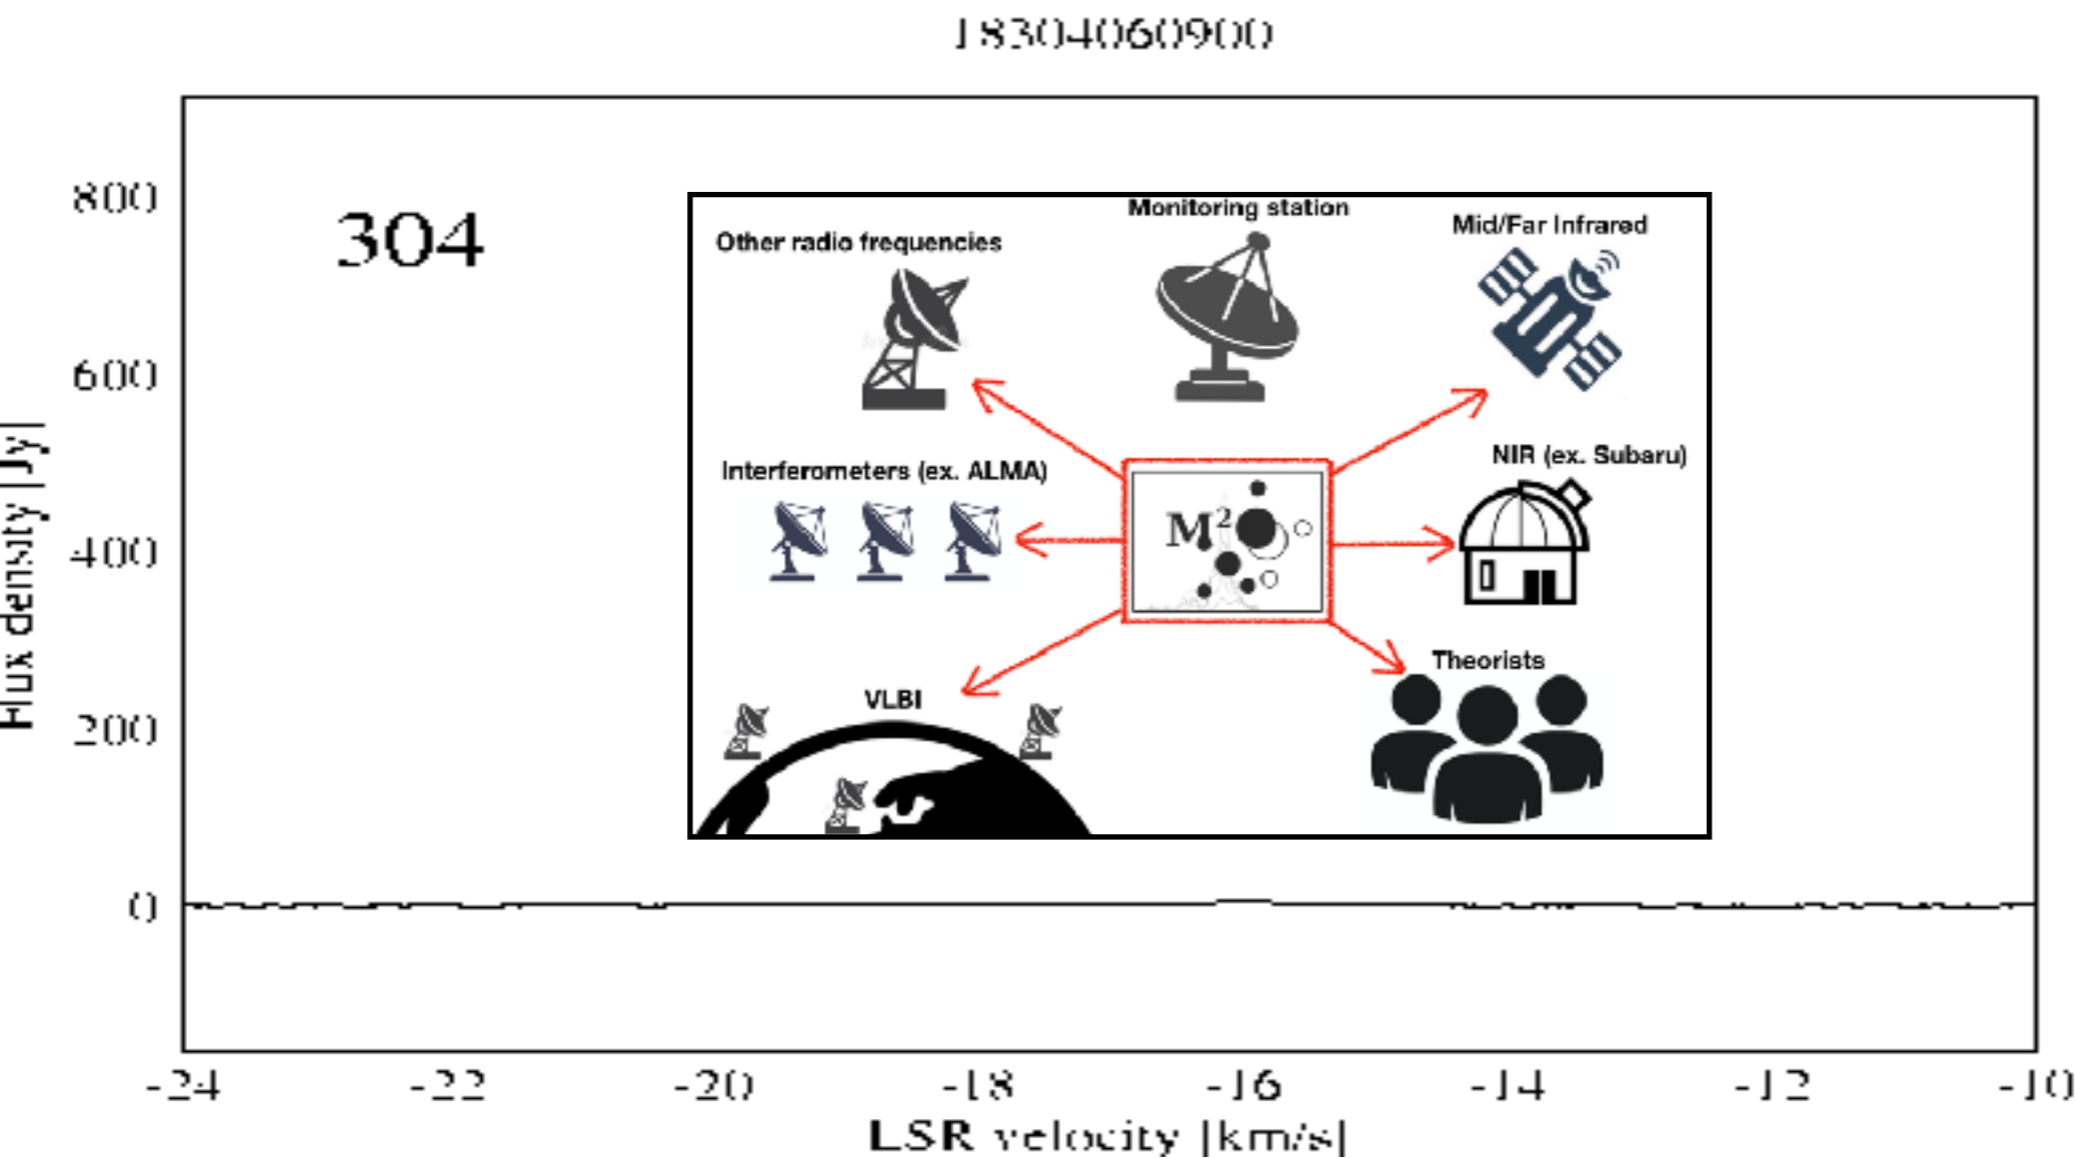 18304060900
800
600
400
200
0
Flux density [Jy]
304
Monitoring station
Other radio frequencies
Mid/Far Infrared
Interferometers (ex. ALMA)
NIR (ex. Subaru)
M²
Theorists
VLBI
-24 -22 -20 -18 -16 -14 -12 -10
LSR velocity [km/s]